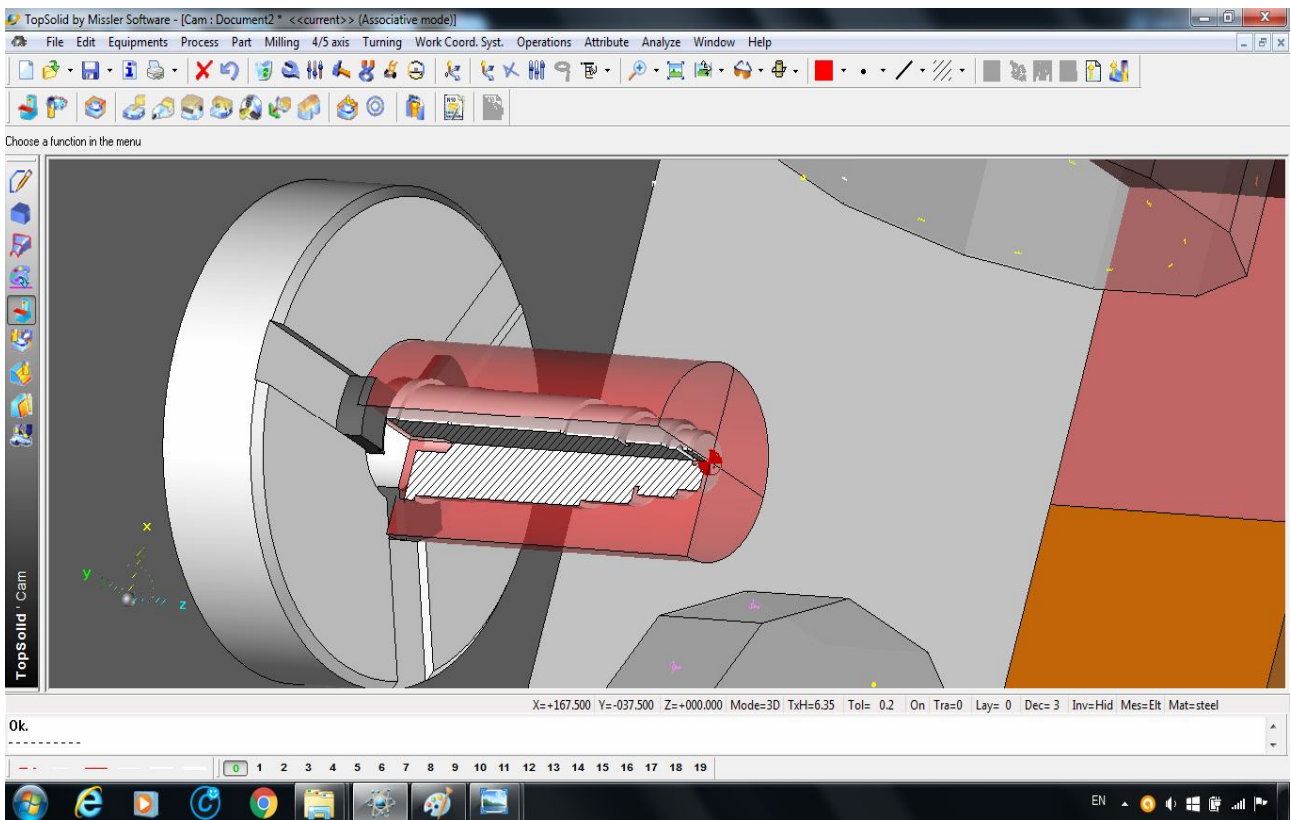 TopSolid by Missler Software - [Cam : Document2 *  <<current>> (Associative mode)]
File Edit Equipments Process Part Milling 4/5 axis Turning Work Coord. Syst. Operations Attribute Analyze Window Help
Choose a function in the menu
x
y
z
TopSolid ' Cam
X=+167.500 Y=-037.500 Z=+000.000 Mode=3D TxH=6.35 Tol= 0.2 On Tra=0 Lay= 0 Dec= 3 Inv=Hid Mes=Elt Mat=steel
Ok.
----------
0 1 2 3 4 5 6 7 8 9 10 11 12 13 14 15 16 17 18 19
EN